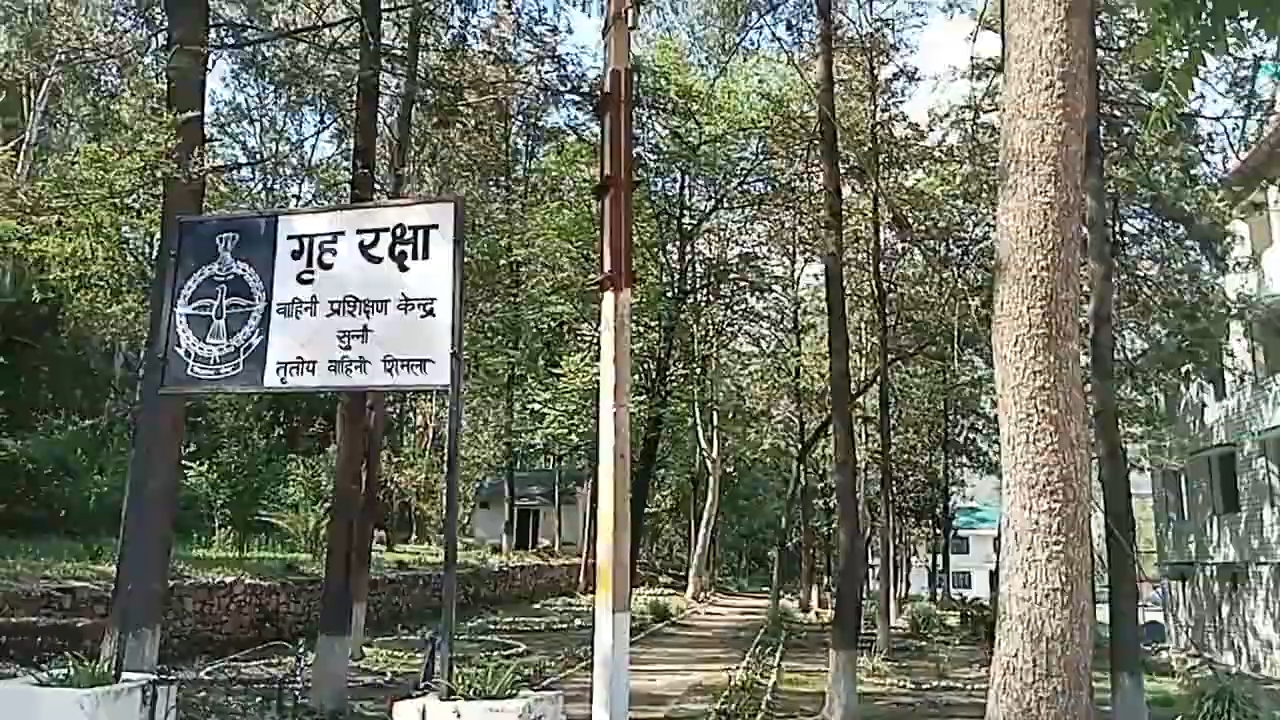 गृह रक्षा
वाहिनी प्रशिक्षण केन्द्र
सुन्नी
तृतीय वाहिनी शिमला